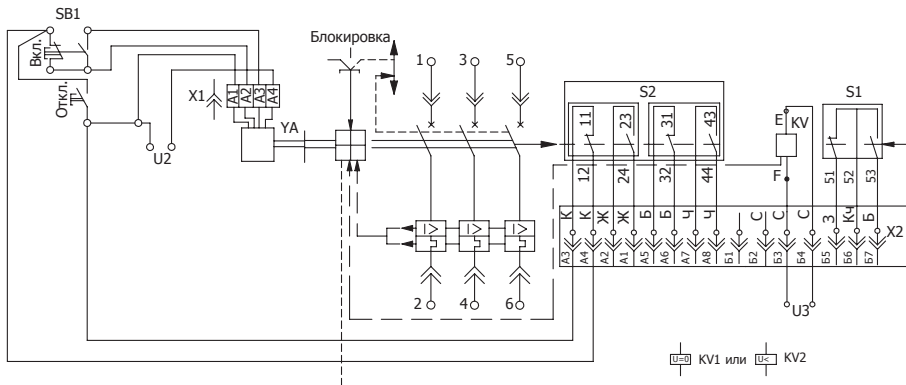 SB1
Вкл.
Откл.
U2
X1
A1
A2
A3
A4
YA
Блокировка
1
3
5
I>
I>
I>
2
4
6
S2
11
23
31
43
12
24
32
44
E
KV
F
S1
51
52
53
К
К
Ж
Ж
Б
Б
Ч
Ч
С
С
С
З
Кч
Б
X2
А3
А4
А2
А1
А5
А6
А7
А8
Б1
Б2
Б3
Б4
Б5
Б6
Б7
U3
U=0 KV1 или U< KV2